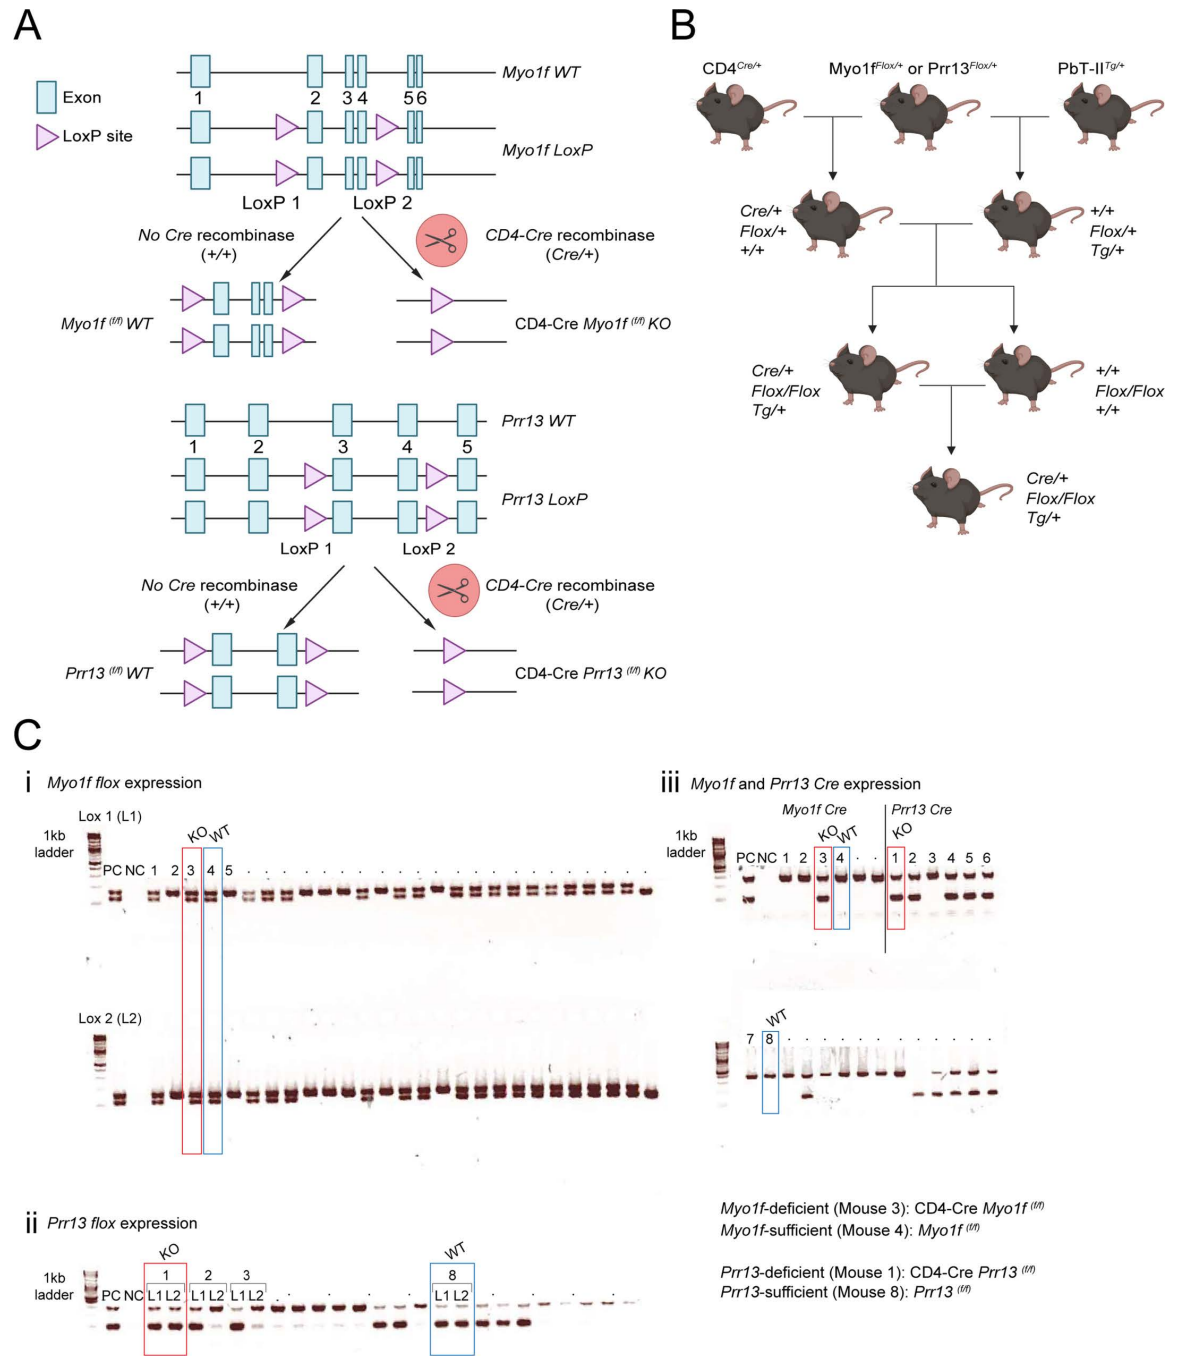 A
Exon
LoxP site
Myo1f WT
1 2 3 4 5 6
Myo1f LoxP
LoxP 1 LoxP 2
No Cre recombinase
(+/+)
CD4-Cre recombinase
(Cre/+)
Myo1f (f/f) WT
CD4-Cre Myo1f (f/f) KO
Prr13 WT
1 2 3 4 5
Prr13 LoxP
LoxP 1 LoxP 2
No Cre recombinase
(+/+)
CD4-Cre recombinase
(Cre/+)
Prr13 (f/f) WT
CD4-Cre Prr13 (f/f) KO
B
CD4Cre/+
Myo1fFlox/+ or Prr13Flox/+
PbT-IITg/+
Cre/+
Flox/+
+/+
+/+
Flox/+
Tg/+
Cre/+
Flox/Flox
Tg/+
+/+
Flox/Flox
+/+
Cre/+
Flox/Flox
Tg/+
C
i Myo1f flox expression
Lox 1 (L1)
1kb
ladder
KO WT
PC NC 1 2 3 4 5 . . . . . . . . . . . . . . . . . . . . . .
Lox 2 (L2)
ii Prr13 flox expression
KO WT
1kb
ladder
1 2 3 8
PC NC L1 L2 L1 L2 L1 L2 . . . . . . . . . L1 L2 . . . . . . . . .
iii Myo1f and Prr13 Cre expression
Myo1f Cre Prr13 Cre
1kb
ladder
KO WT KO
PC NC 1 2 3 4 . . 1 2 3 4 5 6
WT
7 8 . . . . . . . . . . . .
Myo1f-deficient (Mouse 3): CD4-Cre Myo1f (f/f)
Myo1f-sufficient (Mouse 4): Myo1f (f/f)
Prr13-deficient (Mouse 1): CD4-Cre Prr13 (f/f)
Prr13-sufficient (Mouse 8): Prr13 (f/f)